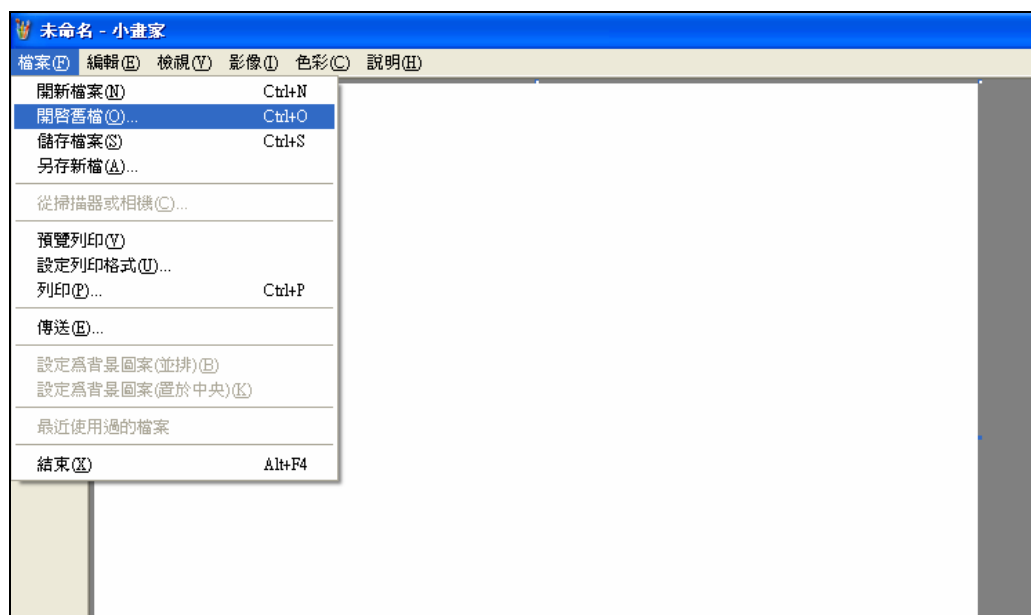 未命名 - 小畫家
檔案(F) 編輯(E) 檢視(V) 影像(I) 色彩(C) 說明(H)
開新檔案(N) Ctrl+N
開啓舊檔(O)... Ctrl+O
儲存檔案(S) Ctrl+S
另存新檔(A)...
從掃描器或相機(C)...
預覽列印(V)
設定列印格式(U)...
列印(P)... Ctrl+P
傳送(E)...
設定爲背景圖案(並排)(B)
設定爲背景圖案(置於中央)(K)
最近使用過的檔案
結束(X) Alt+F4